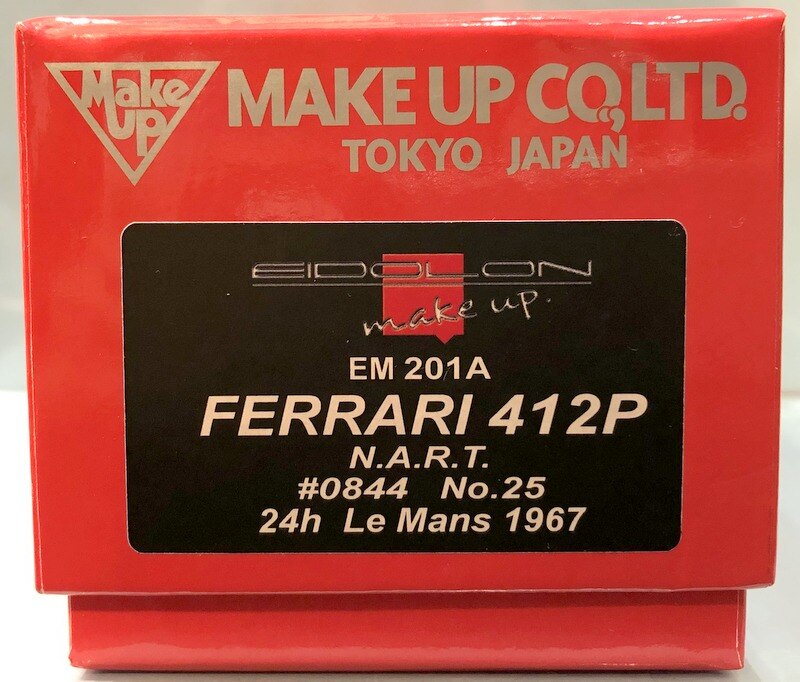 Make Up
MAKE UP CO., LTD.
TOKYO JAPAN
EIDOLON
make up.
EM 201A
FERRARI 412P
N.A.R.T.
#0844 No.25
24h Le Mans 1967